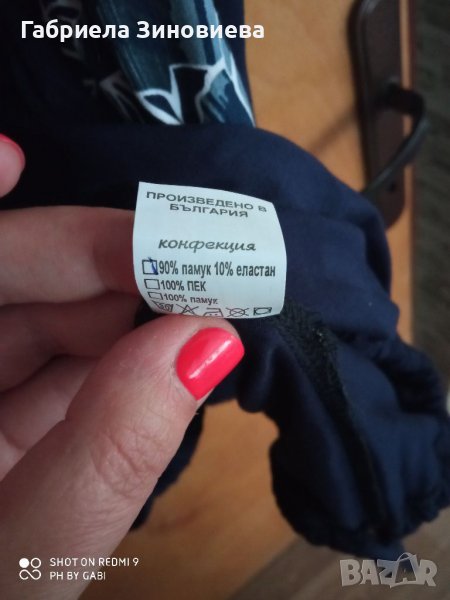 Габриела Зиновиева
ПРОИЗВЕДЕНО В
БЪЛГАРИЯ
конфекция
90% памук 10% еластан
100% ПЕК
100% памук
SHOT ON REDMI 9
PH BY GABI
BAZAR